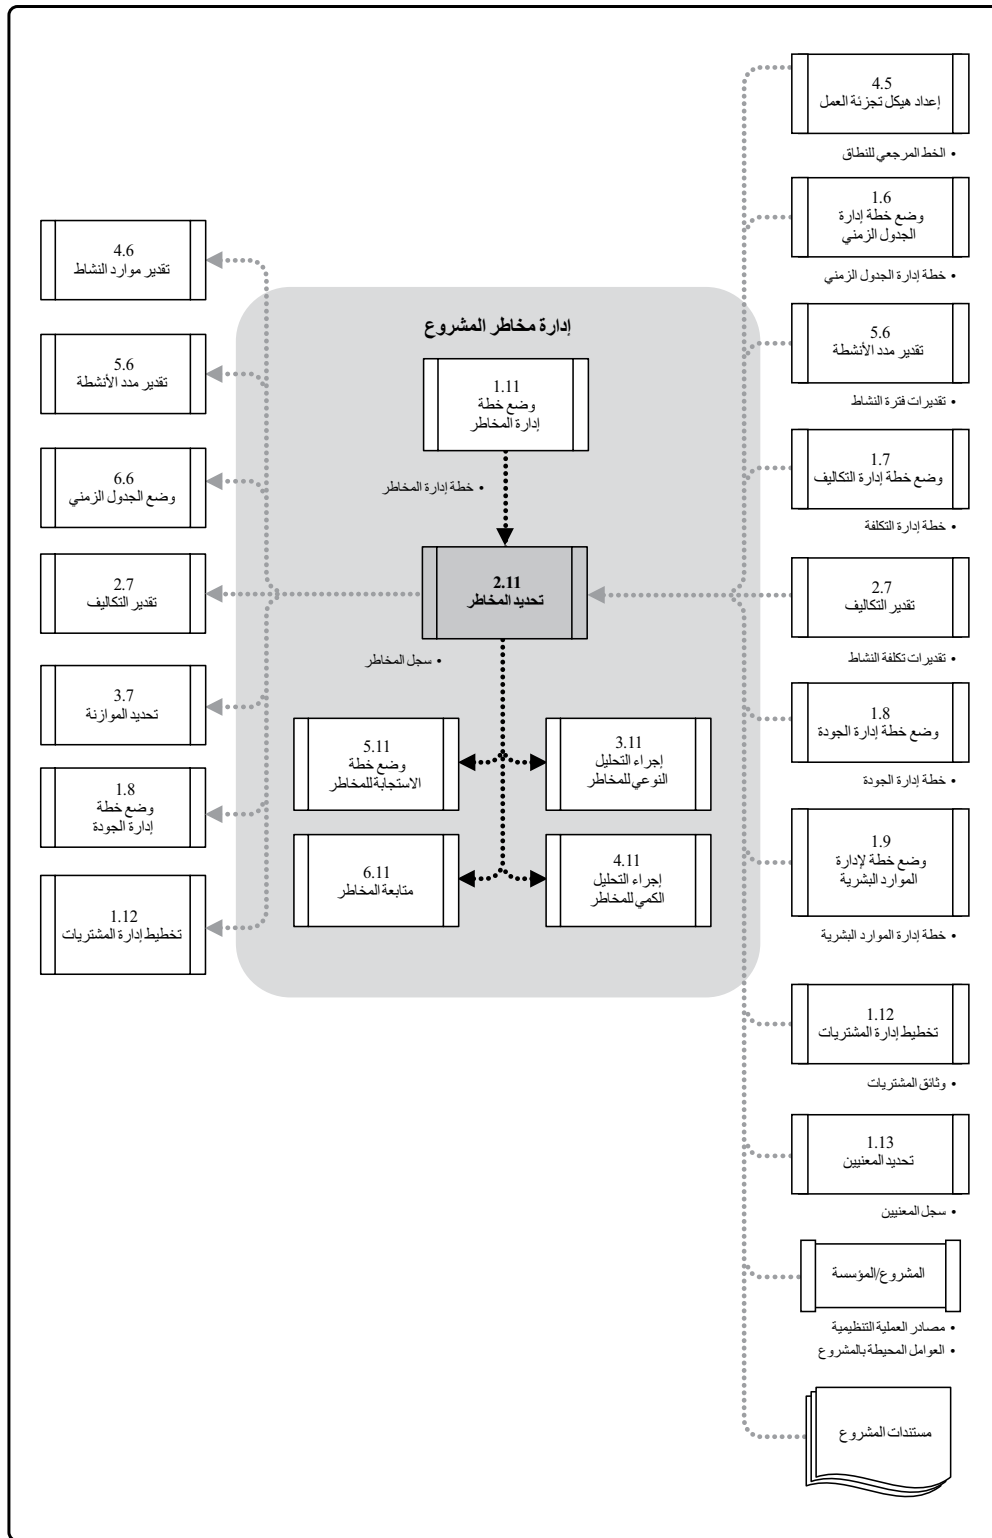 4.5
إعداد هيكل تجزئة العمل
• الخط المرجعي للنطاق
1.6
وضع خطة إدارة
الجدول الزمني
• خطة إدارة الجدول الزمني
5.6
تقدير مدد الأنشطة
• تقديرات فترة النشاط
1.7
وضع خطة إدارة التكاليف
• خطة إدارة التكلفة
2.7
تقدير التكاليف
• تقديرات تكلفة النشاط
1.8
وضع خطة إدارة الجودة
• خطة إدارة الجودة
1.9
وضع خطة لإدارة
الموارد البشرية
• خطة إدارة الموارد البشرية
1.12
تخطيط إدارة المشتريات
• وثائق المشتريات
1.13
تحديد المعنيين
• سجل المعنيين
المشروع/المؤسسة
• مصادر العملية التنظيمية
• العوامل المحيطة بالمشروع
مستندات المشروع
إدارة مخاطر المشروع
1.11
وضع خطة
إدارة المخاطر
• خطة إدارة المخاطر
2.11
تحديد المخاطر
• سجل المخاطر
3.11
إجراء التحليل
النوعي للمخاطر
5.11
وضع خطة
الاستجابة للمخاطر
4.11
إجراء التحليل
الكمي للمخاطر
6.11
متابعة المخاطر
4.6
تقدير موارد النشاط
5.6
تقدير مدد الأنشطة
6.6
وضع الجدول الزمني
2.7
تقدير التكاليف
3.7
تحديد الموازنة
1.8
وضع خطة
إدارة الجودة
1.12
تخطيط إدارة المشتريات